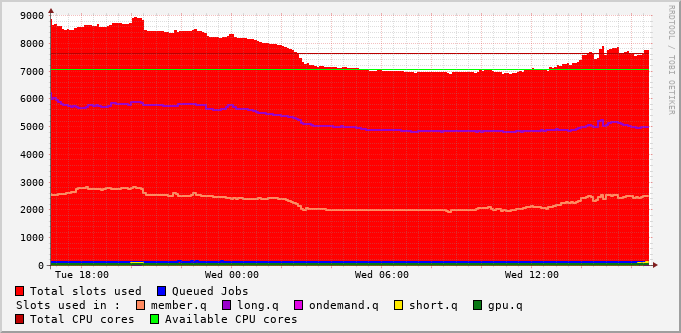 RRDTOOL / TOBI OETIKER
9000
8000
7000
6000
5000
4000
3000
2000
1000
0
Tue 18:00 Wed 00:00 Wed 06:00 Wed 12:00
Total slots used Queued Jobs
Slots used in : member.q long.q ondemand.q short.q gpu.q
Total CPU cores Available CPU cores